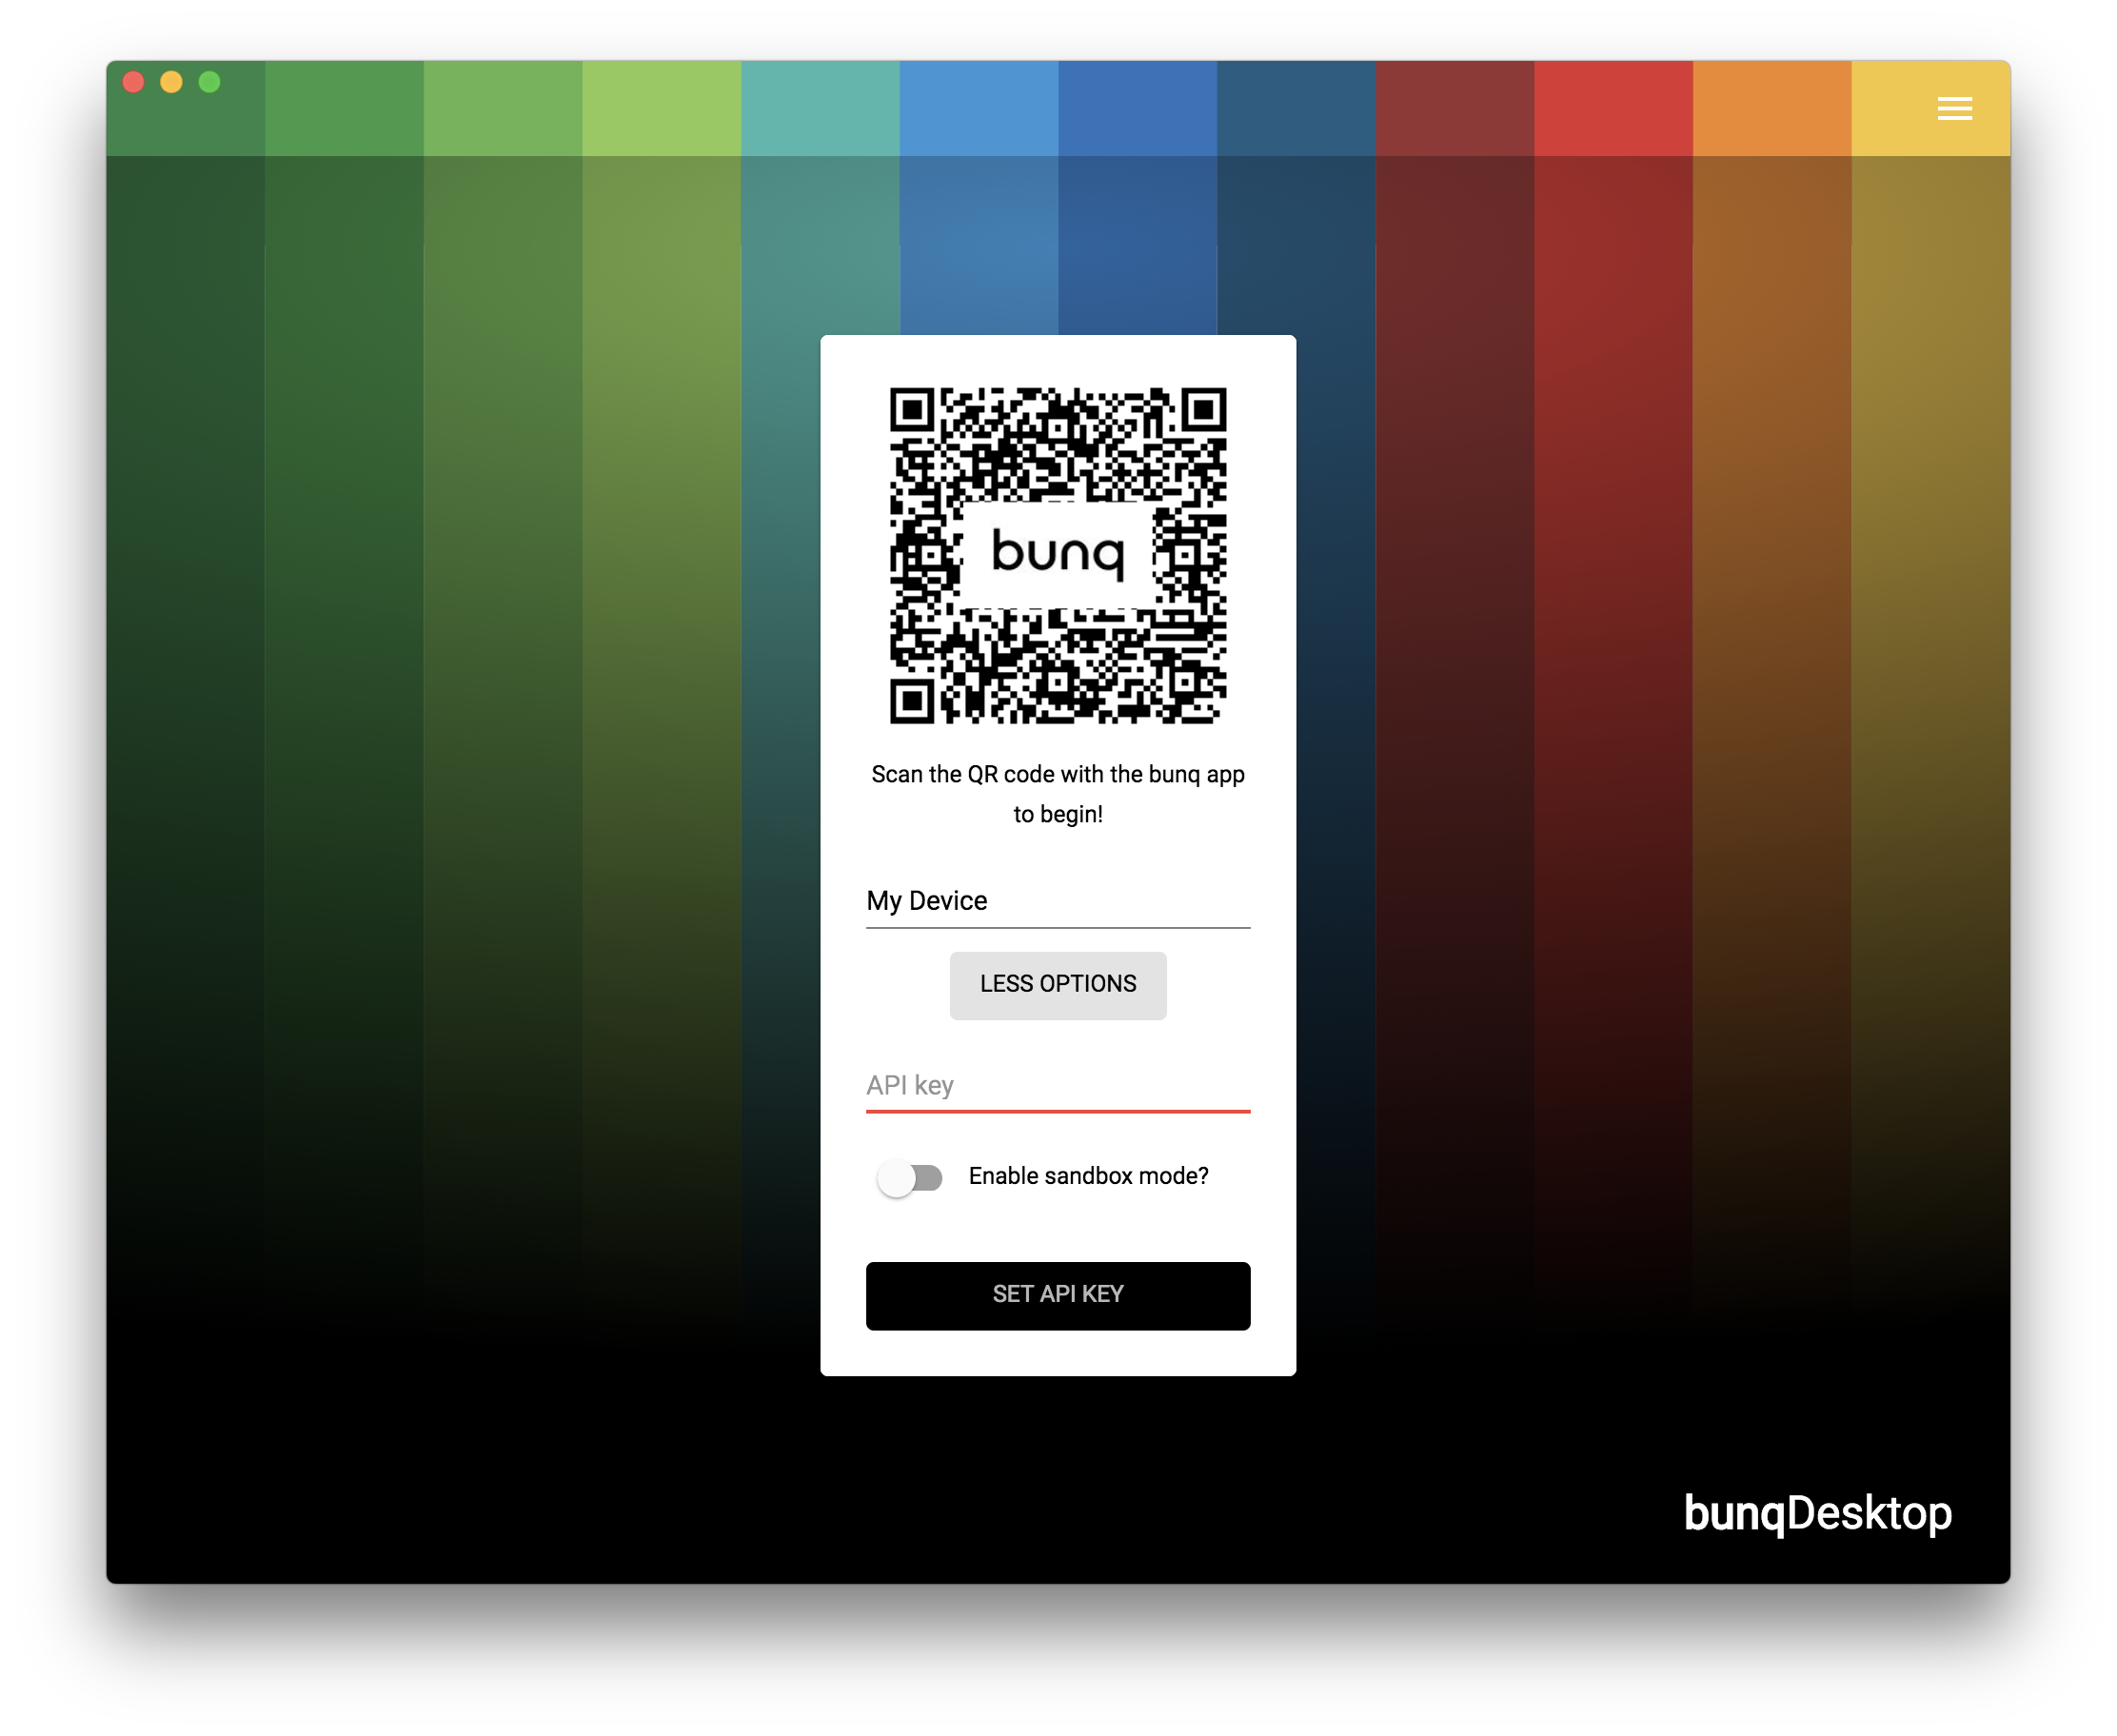 bunq
Scan the QR code with the bunq app
to begin!
My Device
LESS OPTIONS
API key
Enable sandbox mode?
SET API KEY
bunqDesktop